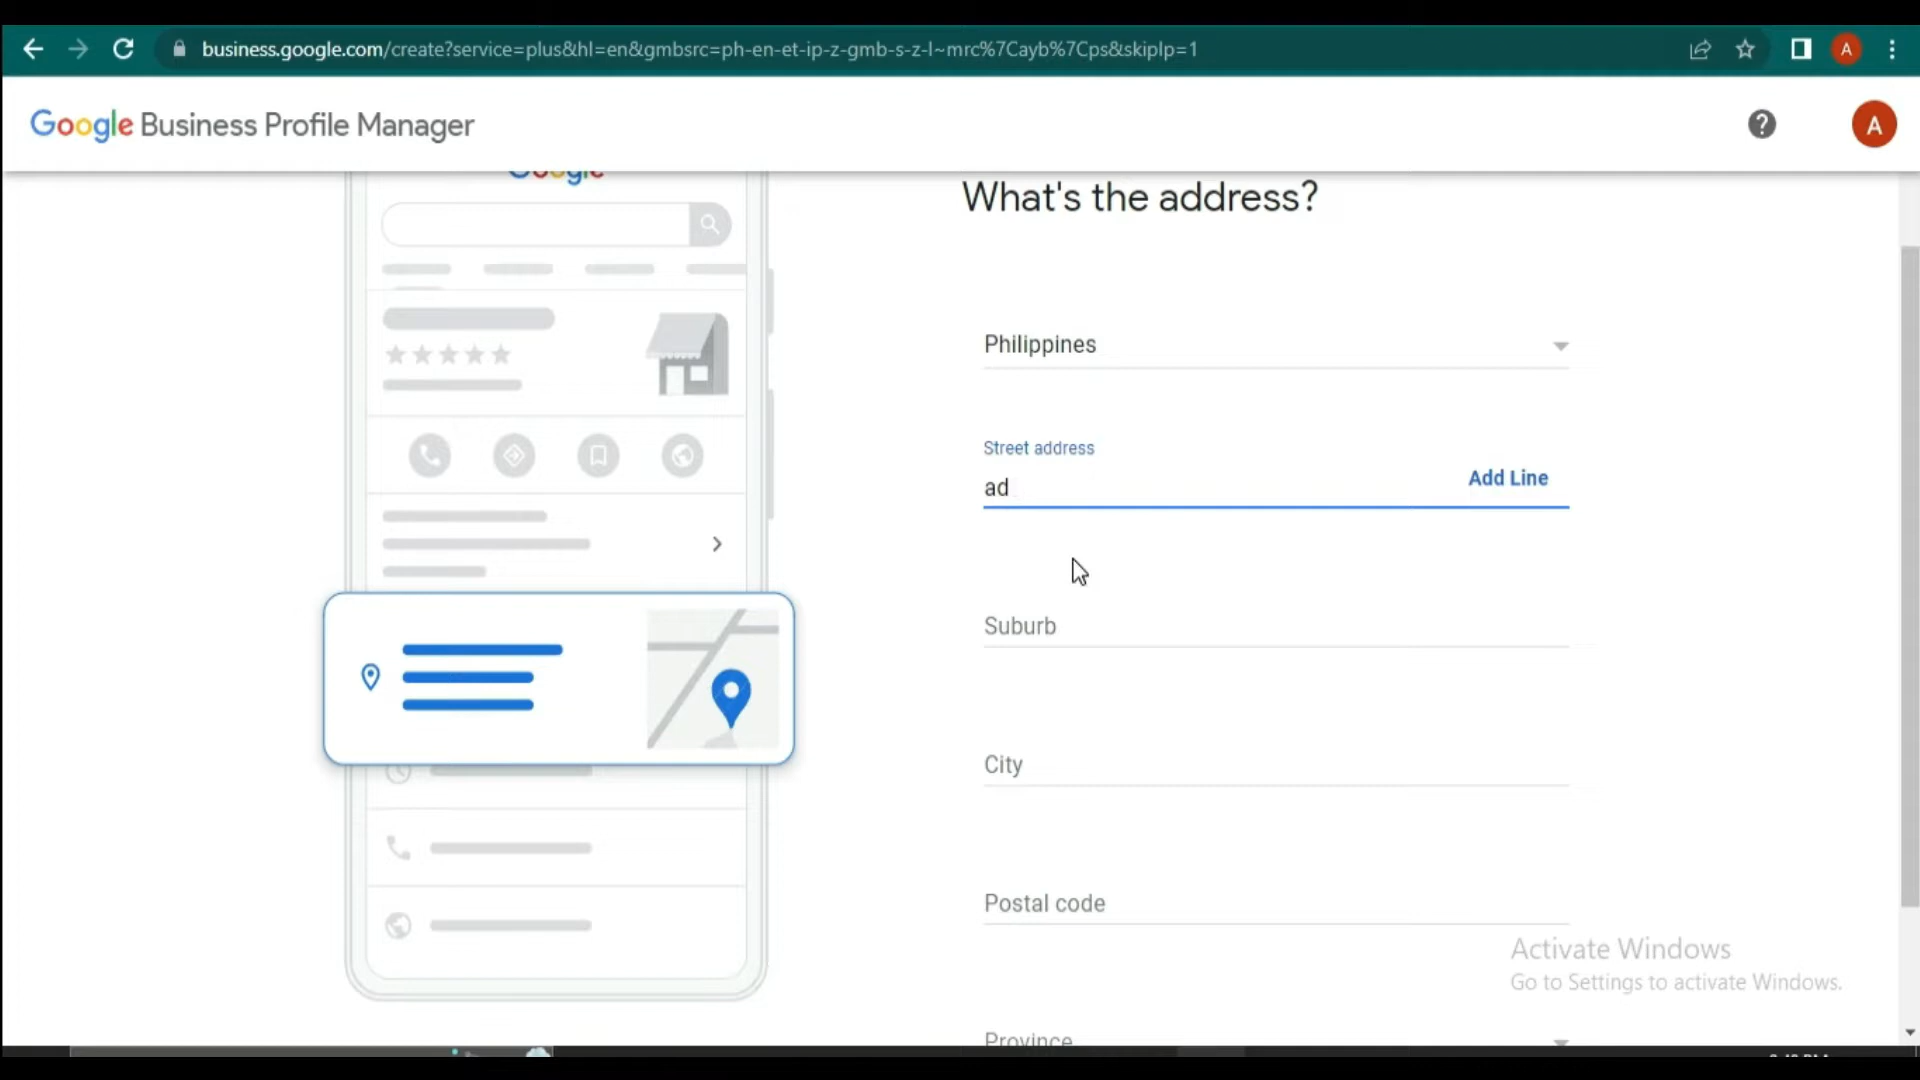 business.google.com/create?service=plus&hl=en&gmbsrc=ph-en-et-ip-z-gmb-s-z-l~mrc%7Cayb%7Cps&skiplp=1
A
Google Business Profile Manager
?
A
Google
What's the address?
Philippines
Street address
ad
Add Line
Suburb
City
Postal code
Activate Windows
Go to Settings to activate Windows.
Province